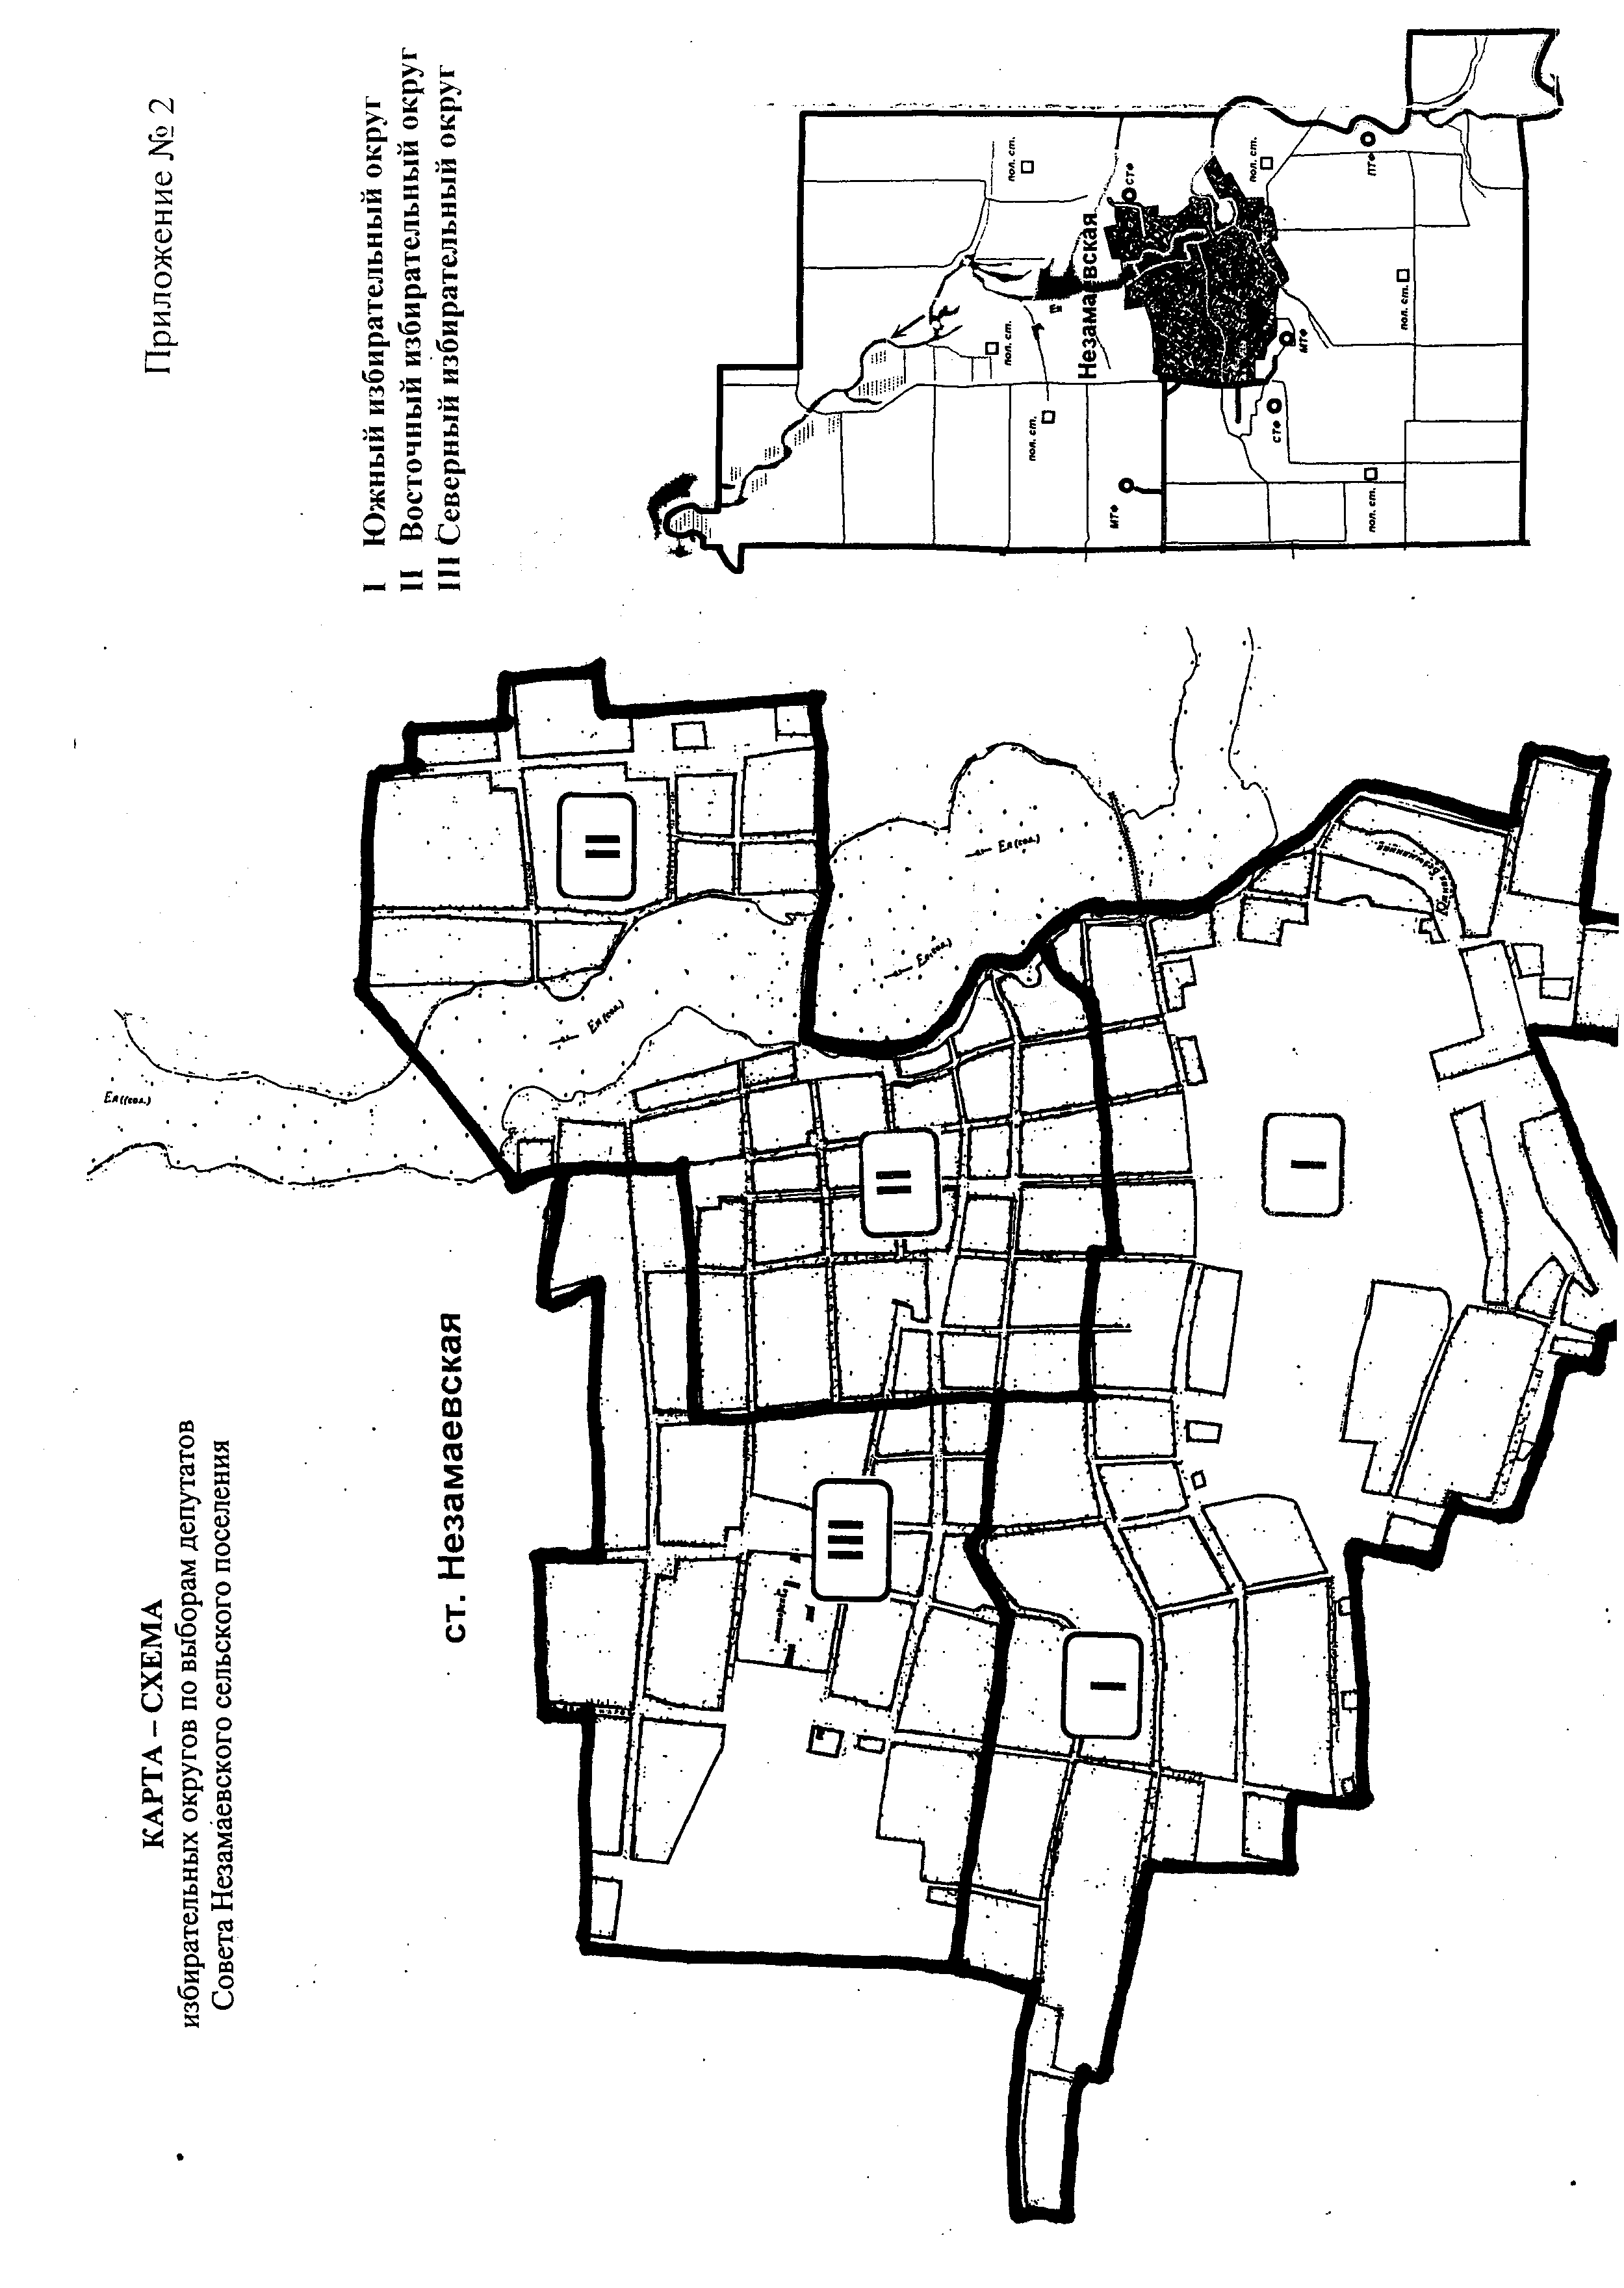 Приложение № 2
КАРТА – СХЕМА
избирательных округов по выборам депутатов
Совета Незамаевского сельского поселения
I Южный избирательный округ
II Восточный избирательный округ
III Северный избирательный округ
ст. Незамаевская
Ея (сол.)
Ея (сол.)
Ея (сол.)
Ея (сол.)
II
II
III
I
I
Незамаевская
пол. ст.
пол. ст.
пол. ст.
пол. ст.
пол. ст.
пол. ст.
стф
стф
мтф
мтф
птф